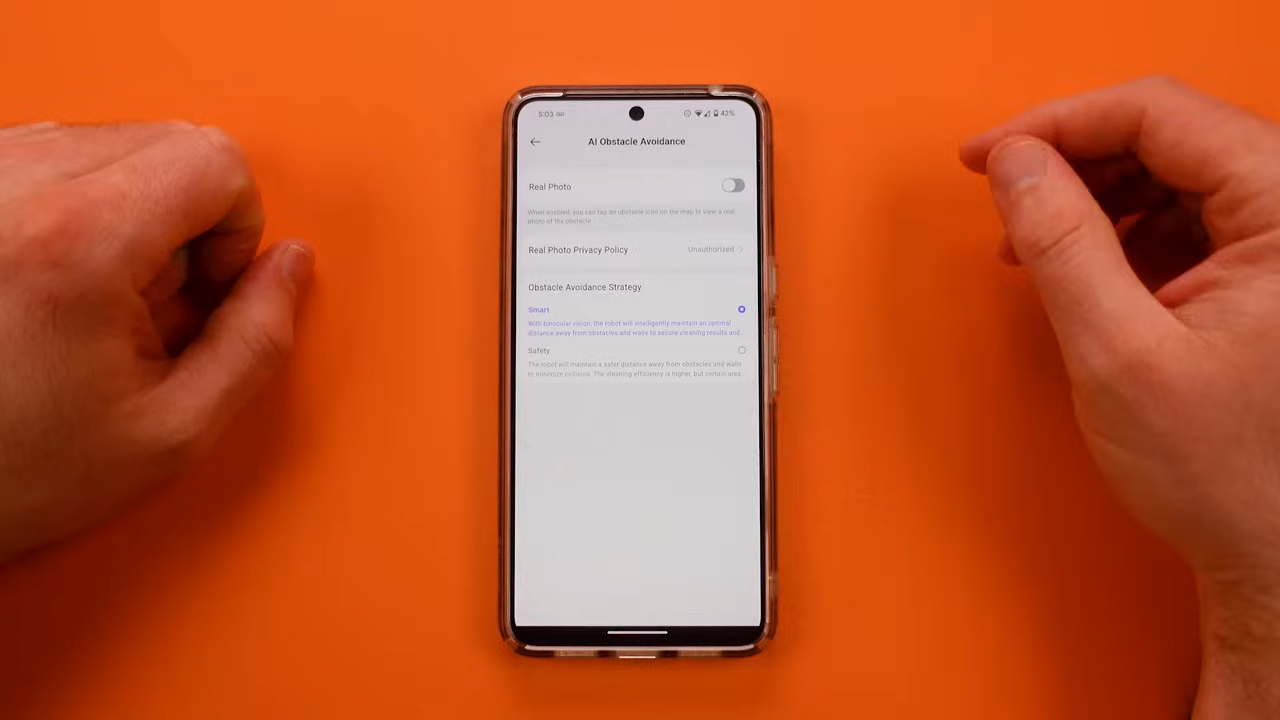 5:03
42%
AI Obstacle Avoidance
Real Photo
When enabled, you can tap an obstacle icon on the map to view a real
photo of the obstacle.
Real Photo Privacy Policy
Unauthorized
Obstacle Avoidance Strategy
Smart
With binocular vision, the robot will intelligently maintain an optimal
distance away from obstacles and walls to secure cleaning results and
Safety
The robot will maintain a safer distance away from obstacles and walls
to minimize collision. The cleaning efficiency is higher, but certain area